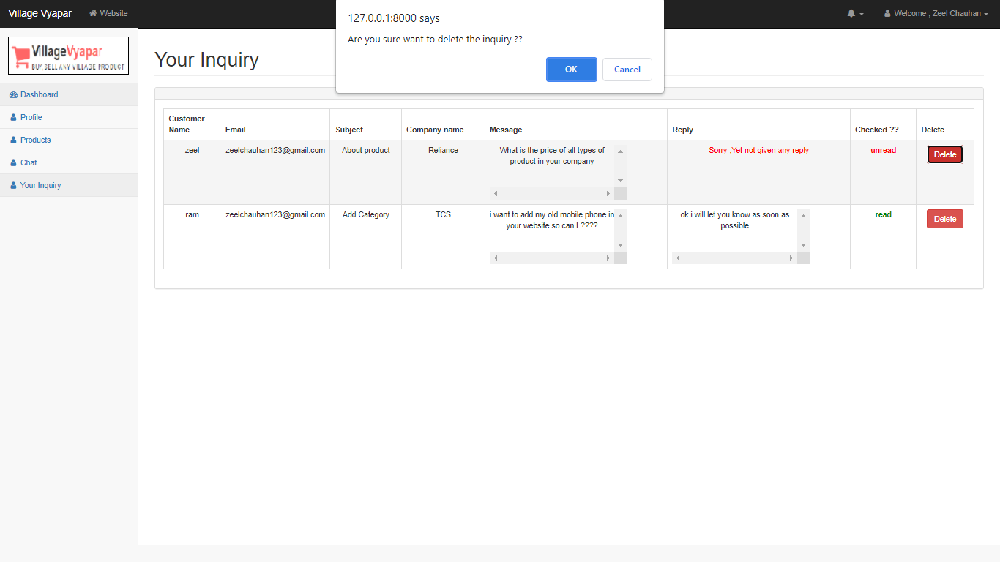 Village Vyapar
Website
Welcome , Zeel Chauhan
127.0.0.1:8000 says
Are you sure want to delete the inquiry ??
OK
Cancel
VillageVyapar
BUY SELL ANY VILLAGE PRODUCT
Dashboard
Profile
Products
Chat
Your Inquiry
Your Inquiry
Customer
Name
Email
Subject
Company name
Message
Reply
Checked ??
Delete
zeel
zeelchauhan123@gmail.com
About product
Reliance
What is the price of all types of
product in your company
Sorry ,Yet not given any reply
unread
Delete
ram
zeelchauhan123@gmail.com
Add Category
TCS
i want to add my old mobile phone in
your website so can I ????
ok i will let you know as soon as
possible
read
Delete